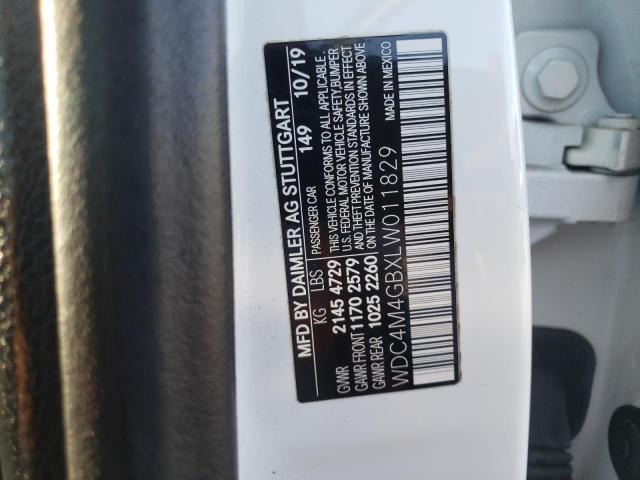 MFD BY DAIMLER AG STUTTGART
KG LBS PASSENGER CAR 149 10/19
GVWR 2145 4729 THIS VEHICLE CONFORMS TO ALL APPLICABLE
GAWR FRONT 1170 2579 U.S. FEDERAL MOTOR VEHICLE SAFETY, BUMPER
GAWR REAR 1025 2260 AND THEFT PREVENTION STANDARDS IN EFFECT
ON THE DATE OF MANUFACTURE SHOWN ABOVE
WDC4M4GBXLW011829 MADE IN MEXICO